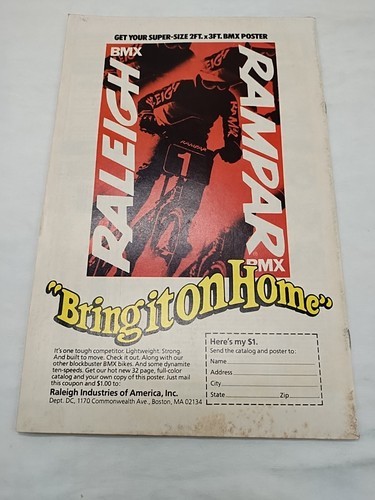 GET YOUR SUPER-SIZE 2FT. x 3FT. BMX POSTER
BMX
RALEIGH
RAMPAR
BMX
RAMPAR
1
"Bring it on Home"
It's one tough competitor. Lightweight. Strong.
And built to move. Check it out. Along with our
other blockbuster BMX bikes. And some dynamite
ten-speeds. Get our hot new 32 page, full-color
catalog and your own copy of this poster. Just mail
this coupon and $1.00 to:
Raleigh Industries of America, Inc.
Dept. DC, 1170 Commonwealth Ave., Boston, MA 02134
Here's my $1.
Send the catalog and poster to:
Name
Address
City
State Zip